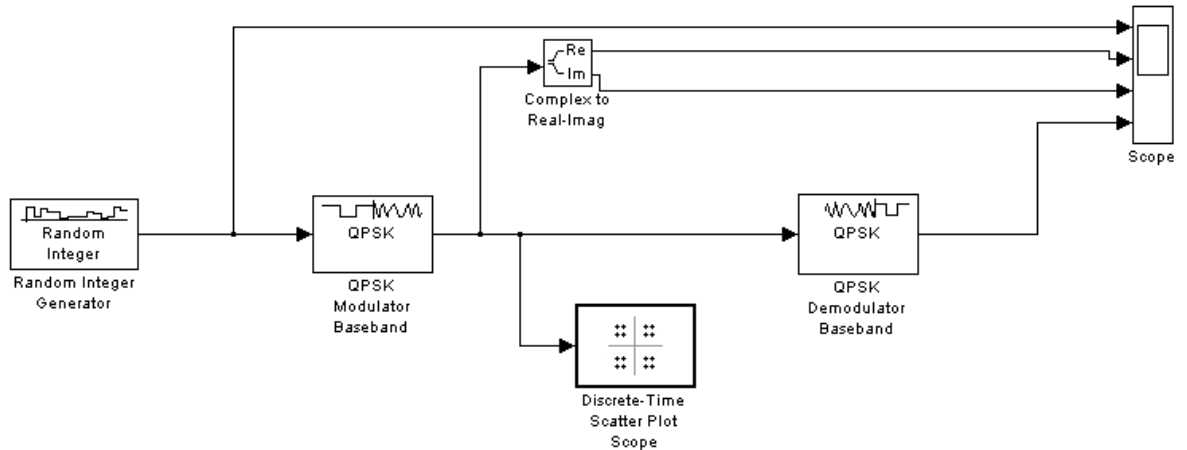 Re
Im
Complex to
Real-Imag
Scope
Random
Integer
Random Integer
Generator
QPSK
QPSK
Modulator
Baseband
QPSK
QPSK
Demodulator
Baseband
Discrete-Time
Scatter Plot
Scope